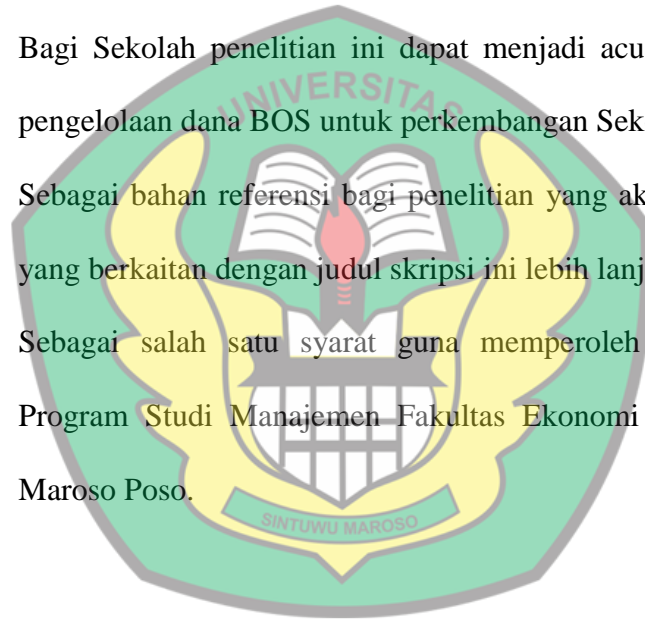 Bagi Sekolah penelitian ini dapat menjadi acu
UNIVERSITAS
pengelolaan dana BOS untuk perkembangan Sek
Sebagai bahan referensi bagi penelitian yang ak
yang berkaitan dengan judul skripsi ini lebih lanj
Sebagai salah satu syarat guna memperoleh
Program Studi Manajemen Fakultas Ekonomi
Maroso Poso.
SINTUWU MAROSO